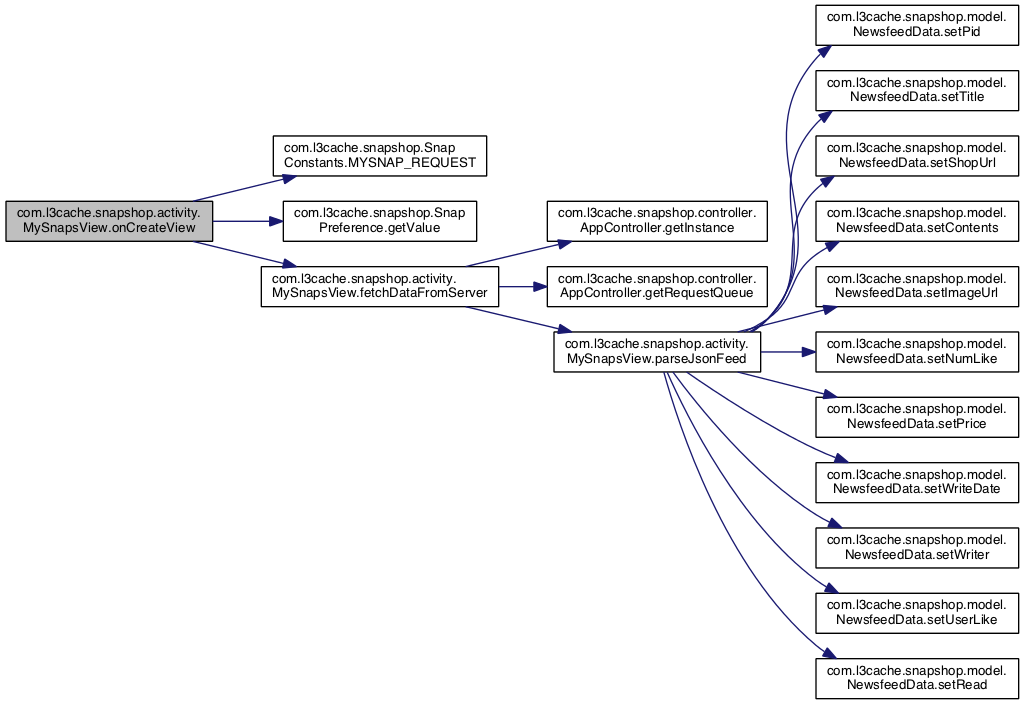 com.l3cache.snapshop.activity.
MySnapsView.onCreateView
com.l3cache.snapshop.Snap
Constants.MYSNAP_REQUEST
com.l3cache.snapshop.Snap
Preference.getValue
com.l3cache.snapshop.activity.
MySnapsView.fetchDataFromServer
com.l3cache.snapshop.controller.
AppController.getInstance
com.l3cache.snapshop.controller.
AppController.getRequestQueue
com.l3cache.snapshop.activity.
MySnapsView.parseJsonFeed
com.l3cache.snapshop.model.
NewsfeedData.setPid
com.l3cache.snapshop.model.
NewsfeedData.setTitle
com.l3cache.snapshop.model.
NewsfeedData.setShopUrl
com.l3cache.snapshop.model.
NewsfeedData.setContents
com.l3cache.snapshop.model.
NewsfeedData.setImageUrl
com.l3cache.snapshop.model.
NewsfeedData.setNumLike
com.l3cache.snapshop.model.
NewsfeedData.setPrice
com.l3cache.snapshop.model.
NewsfeedData.setWriteDate
com.l3cache.snapshop.model.
NewsfeedData.setWriter
com.l3cache.snapshop.model.
NewsfeedData.setUserLike
com.l3cache.snapshop.model.
NewsfeedData.setRead